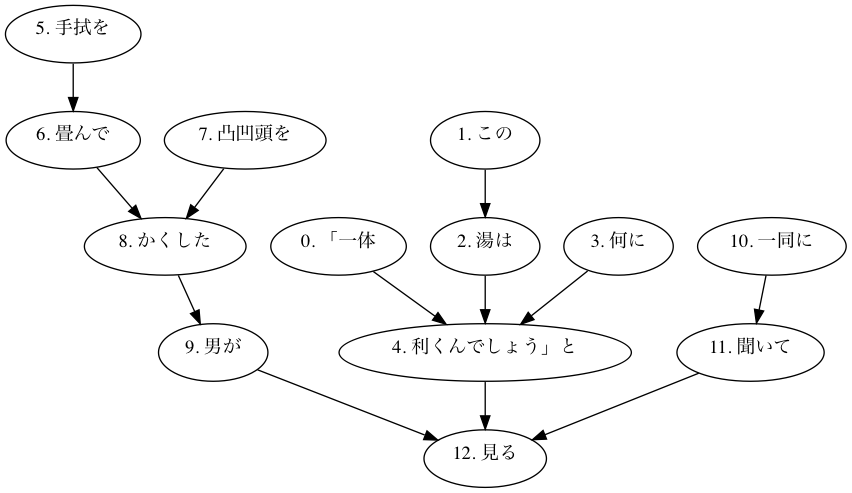 5. 手拭を
6. 畳んで
7. 凸凹頭を
1. この
8. かくした
0. 「一体
2. 湯は
3. 何に
10. 一同に
9. 男が
4. 利くんでしょう」と
11. 聞いて
12. 見る